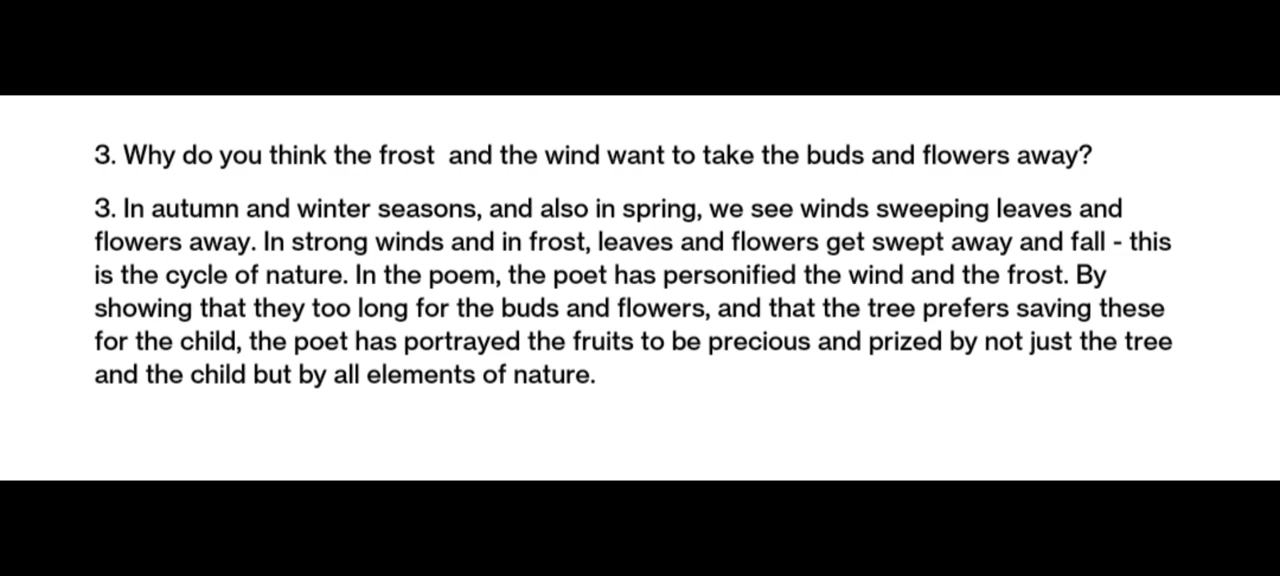 3. Why do you think the frost  and the wind want to take the buds and flowers away?
3. In autumn and winter seasons, and also in spring, we see winds sweeping leaves and
flowers away. In strong winds and in frost, leaves and flowers get swept away and fall - this
is the cycle of nature. In the poem, the poet has personified the wind and the frost. By
showing that they too long for the buds and flowers, and that the tree prefers saving these
for the child, the poet has portrayed the fruits to be precious and prized by not just the tree
and the child but by all elements of nature.